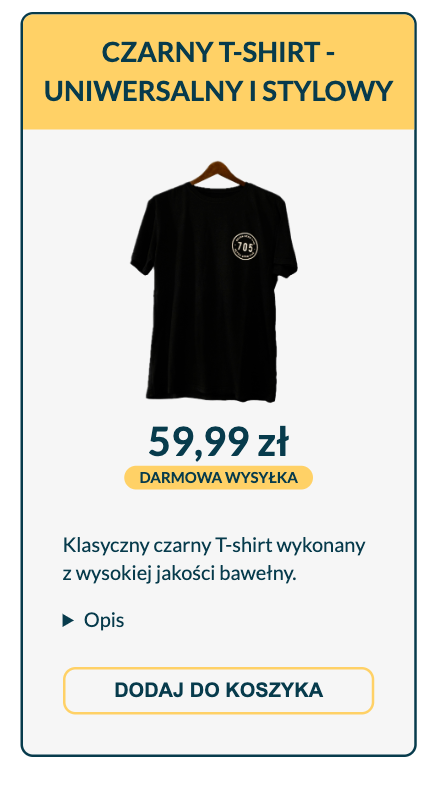 CZARNY T-SHIRT -
UNIWERSALNY I STYLOWY
705
59,99 zł
DARMOWA WYSYŁKA
Klasyczny czarny T-shirt wykonany
z wysokiej jakości bawełny.
Opis
DODAJ DO KOSZYKA